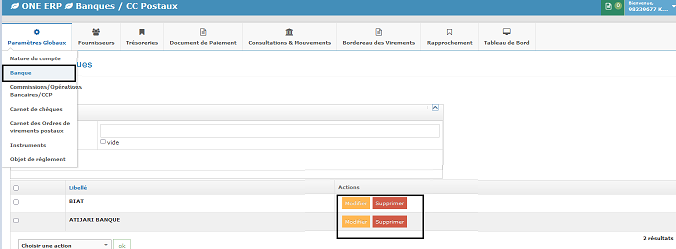 ONE ERP Banques / CC Postaux
Bienvenue,
98239677 K...
0
Paramètres Globaux
Fournisseurs
Trésoreries
Document de Paiement
Consultations & Mouvements
Bordereau des Virements
Rapprochement
Tableau de Bord
Nature du compte
Banque
ques
Commissions/Opérations
Bancaires/CCP
Carnet de chèques
Carnet des Ordres de
virements postaux
Instruments
Objet de règlement
vide
Libellé
Actions
BIAT
Modifier
Supprimer
ATIJARI BANQUE
Modifier
Supprimer
2 résultats
Choisir une action
ok